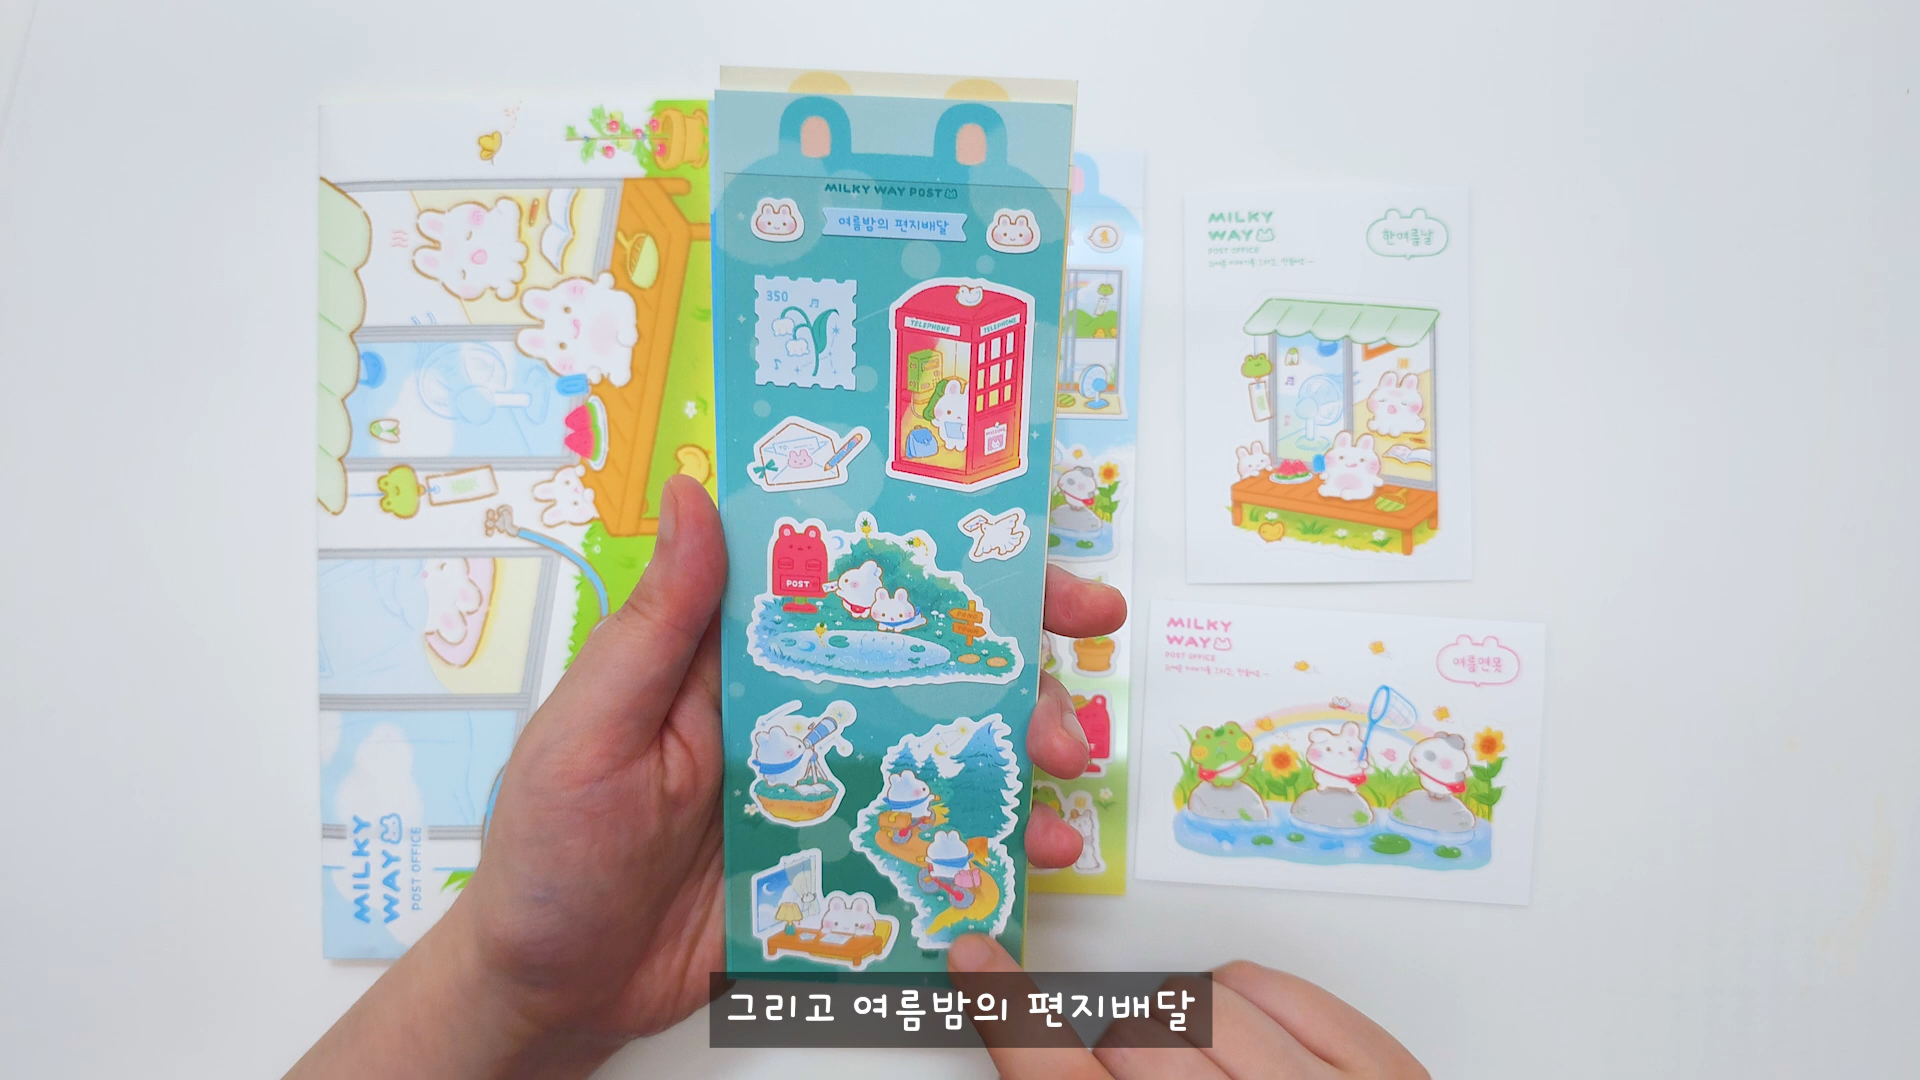 MILKY WAY POST
여름밤의 편지배달
350
TELEPHONE
TELEPHONE
TO.
POST
MILKY
WAY
POST OFFICE
한여름날
MILKY
WAY
POST OFFICE
여름연못
MILKY
WAY
POST OFFICE
그리고 여름밤의 편지배달